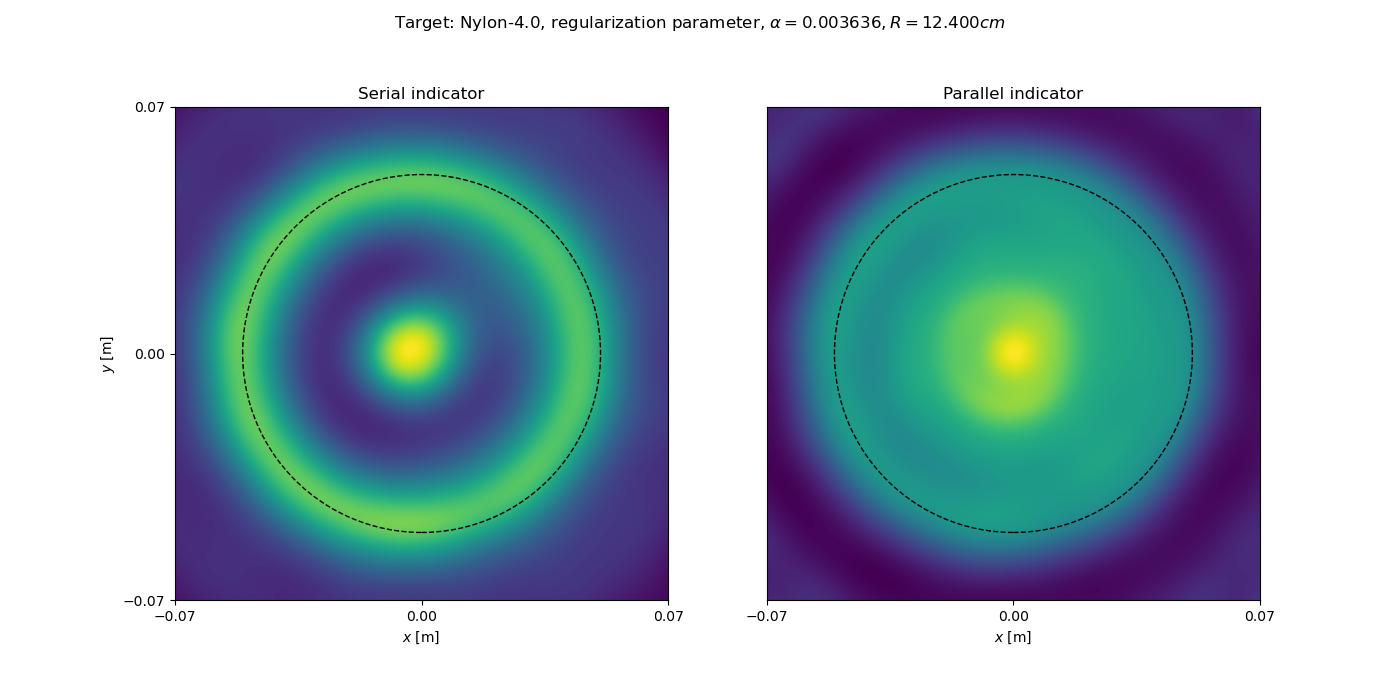 Target: Nylon-4.0, regularization parameter, α = 0.003636, R = 12.400cm
Serial indicator
Parallel indicator
0.07
0.00
−0.07
y [m]
−0.07
0.00
0.07
x [m]
−0.07
0.00
0.07
x [m]